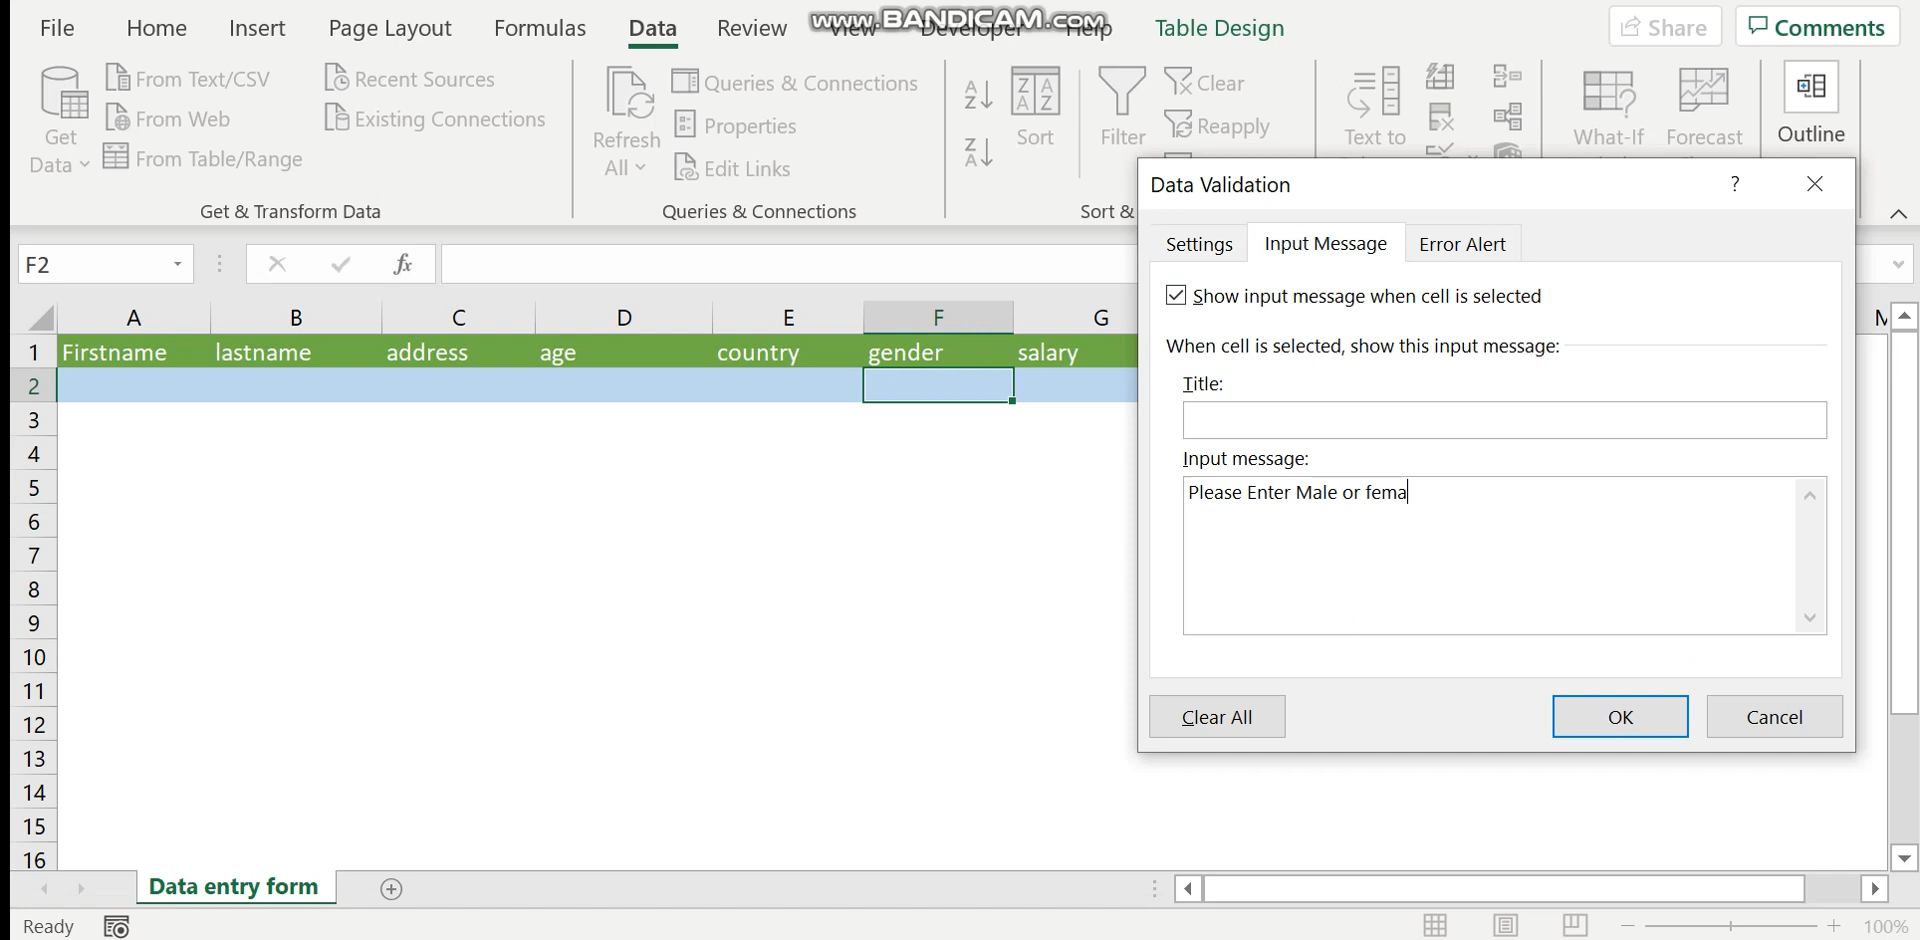 www.BANDICAM.com
File Home Insert Page Layout Formulas Data Review View Developer Help Table Design Share Comments
Get Data
From Text/CSV
From Web
From Table/Range
Recent Sources
Existing Connections
Get & Transform Data
Refresh All
Queries & Connections
Properties
Edit Links
Queries & Connections
Sort
Filter
Clear
Reapply
Sort &
Text to
What-If
Forecast
Outline
F2
fx
A B C D E F G
1 Firstname lastname address age country gender salary
2
3
4
5
6
7
8
9
10
11
12
13
14
15
16
Data Validation ?
Settings Input Message Error Alert
Show input message when cell is selected
When cell is selected, show this input message:
Title:
Input message:
Please Enter Male or fema
Clear All OK Cancel
Data entry form
Ready 100%